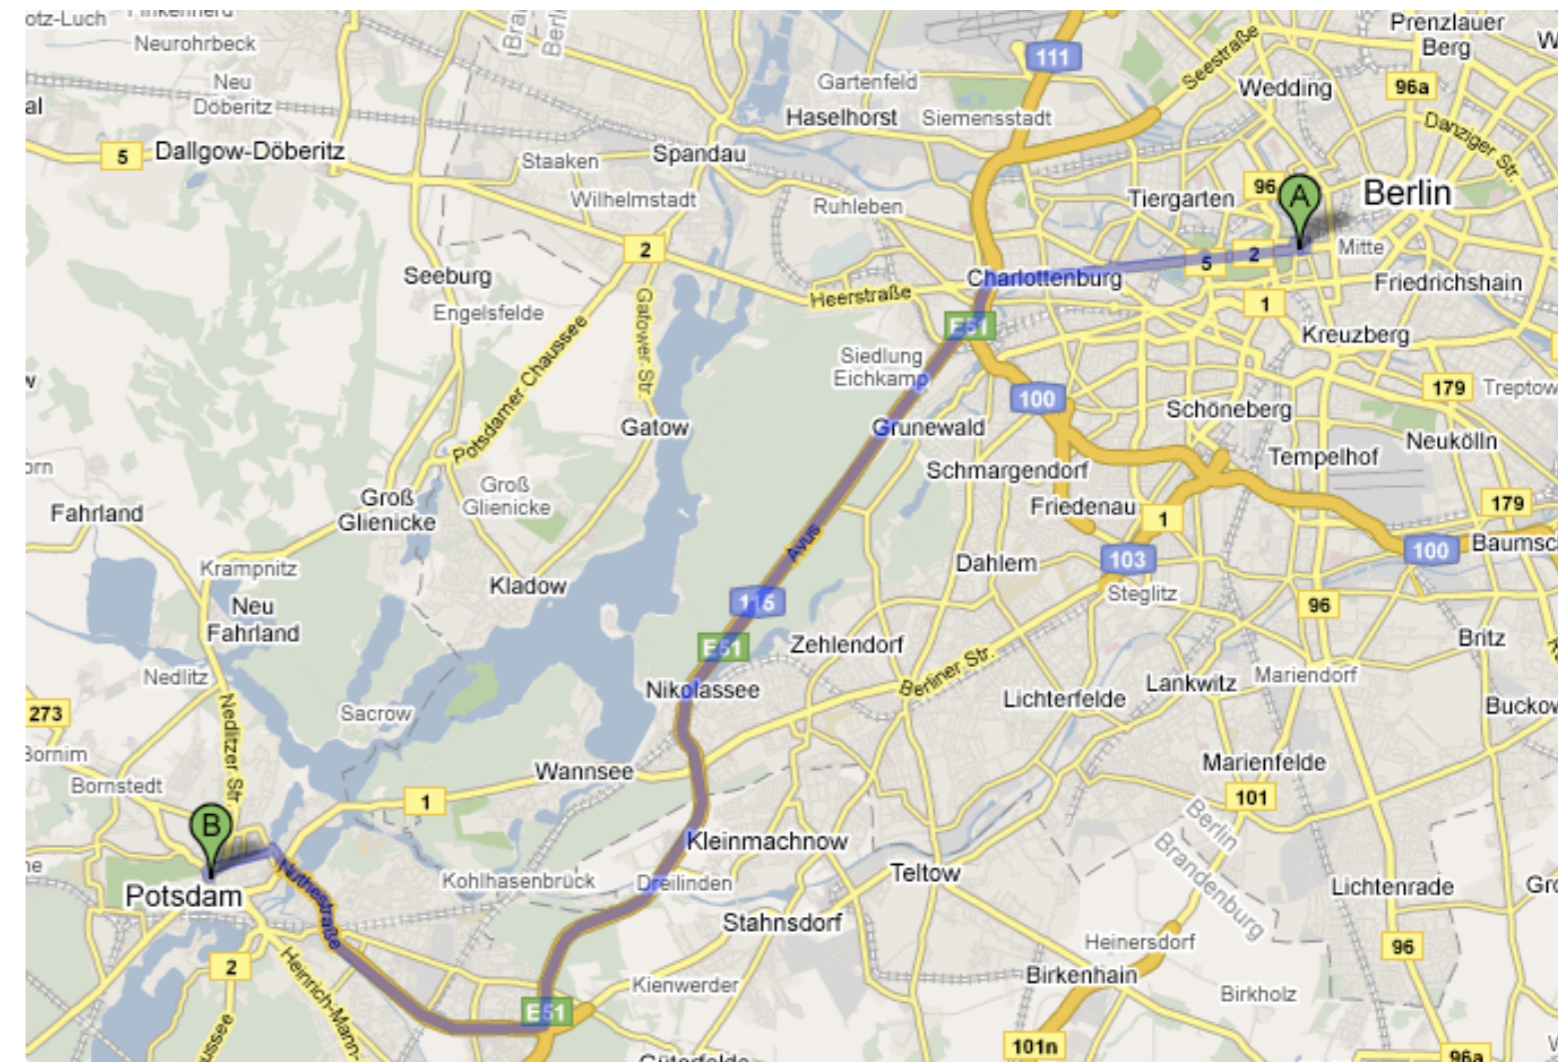 Neurohrbeck
Neu
Döberitz
5
Dallgow-Döberitz
Staaken
Spandau
Wilhelmstadt
Gartenfeld
Haselhorst
Siemensstadt
111
Seestraße
Wedding
Prenzlauer
Berg
96a
Danziger Str.
Ruhleben
Tiergarten
96
A
Berlin
Mitte
2
Seeburg
Engelsfelde
Gatower Str.
Potsdamer Chaussee
Heerstraße
Charlottenburg
5
2
1
Friedrichshain
Kreuzberg
E51
Siedlung
Eichkamp
100
Grunewald
Schöneberg
179
Treptow
Neukölln
Tempelhof
Schmargendorf
Friedenau
1
179
Gatow
Groß
Glienicke
Groß
Glienicke
Fahrland
Krampnitz
Kladow
Avus
Dahlem
103
Steglitz
100
115
96
Neu
Fahrland
Nedlitz
E51
Zehlendorf
Berliner Str.
Britz
Nikolassee
Lichterfelde
Lankwitz
Mariendorf
273
Nedlitzer Str.
Sacrow
Bornstedt
Wannsee
1
Marienfelde
101
Berlin
Brandenburg
B
Potsdam
Nuthestraße
Kleinmachnow
Kohlhasenbrück
Dreilinden
Teltow
Lichtenrade
Stahnsdorf
Heinersdorf
96
2
Kienwerder
Birkenhain
Birkholz
E51
101n
96a